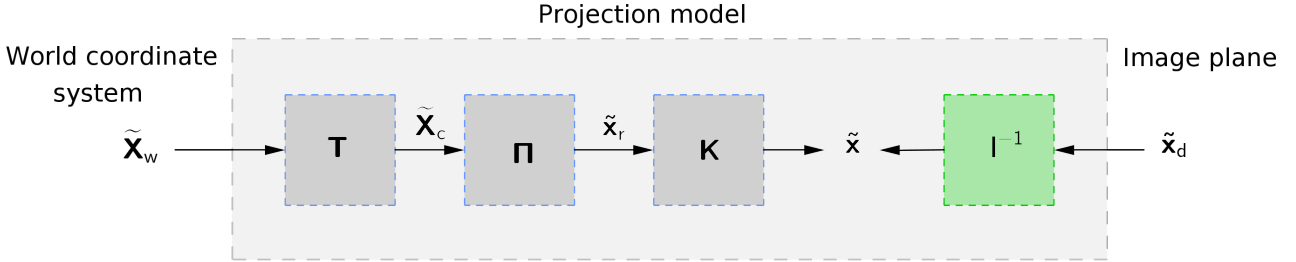 Projection model
World coordinate
system
Image plane
X̃w
T
X̃c
Π
x̃r
K
x̃
l⁻¹
x̃d